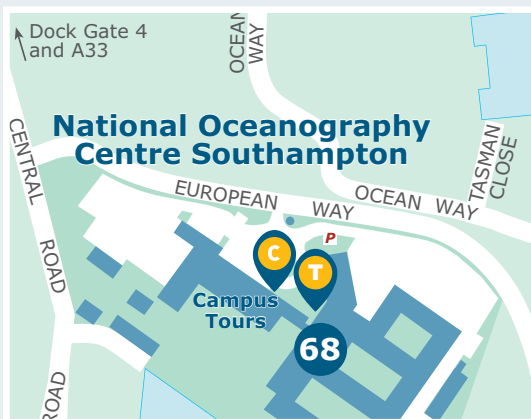 Dock Gate 4
and A33
OCEAN
WAY
National Oceanography
Centre Southampton
CENTRAL
ROAD
EUROPEAN WAY
OCEAN WAY
TASMAN
CLOSE
P
C
T
Campus
Tours
68
ROAD